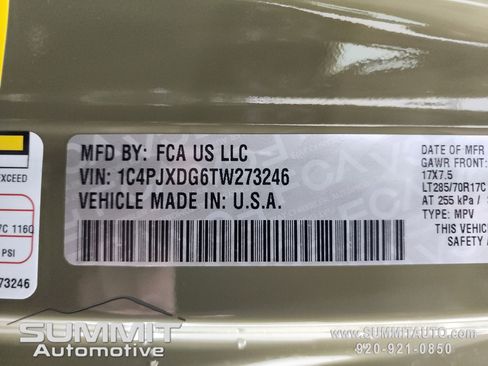 MFD BY: FCA US LLC
VIN: 1C4PJXDG6TW273246
VEHICLE MADE IN: U.S.A.
EXCEED
7C 116Q
PSI
73246
DATE OF MFR
GAWR FRONT:
17X7.5
LT285/70R17C
AT 255 kPa /
TYPE: MPV
THIS VEHIC
SAFETY
SUMMIT
Automotive
WWW.SUMMITAUTO.COM
920-921-0850